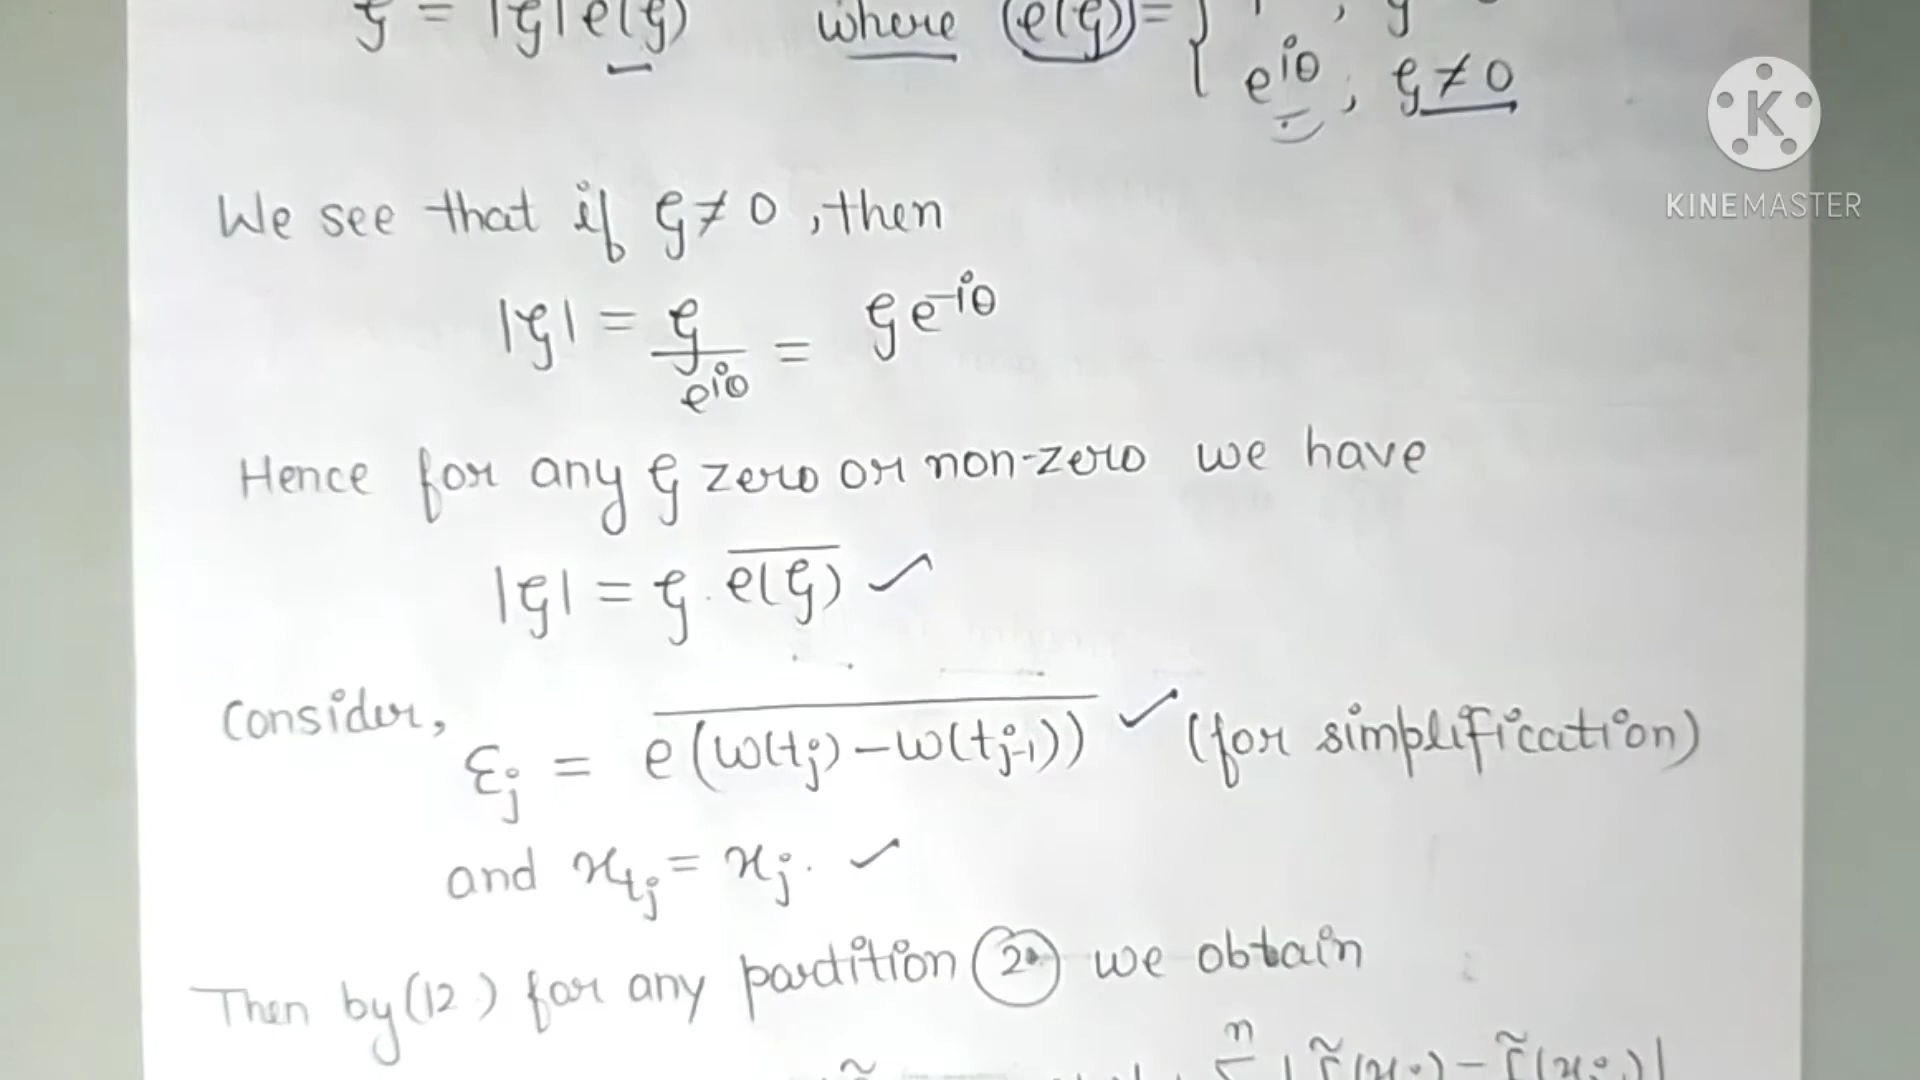 ξ = |ξ| e(ξ) where e(ξ) = {
e^{iθ}, ξ ≠ 0
K
KINEMASTER
We see that if ξ ≠ 0, then
|ξ| = ξ/e^{iθ} = ξe^{-iθ}
Hence for any ξ zero or non-zero we have
|ξ| = ξ. \overline{e(ξ)} ✓
Consider,
ε_j = \overline{e(w(t_j) - w(t_{j-1}))} ✓ (for simplification)
and x_{t_j} = x_j. ✓
Then by (12) for any partition (2) we obtain